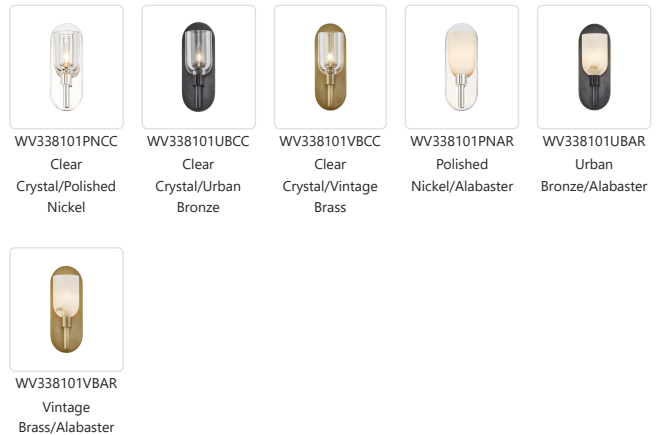 WV338101PNCC
Clear
Crystal/Polished
Nickel
WV338101UBCC
Clear
Crystal/Urban
Bronze
WV338101VBCC
Clear
Crystal/Vintage
Brass
WV338101PNAR
Polished
Nickel/Alabaster
WV338101UBAR
Urban
Bronze/Alabaster
WV338101VBAR
Vintage
Brass/Alabaster